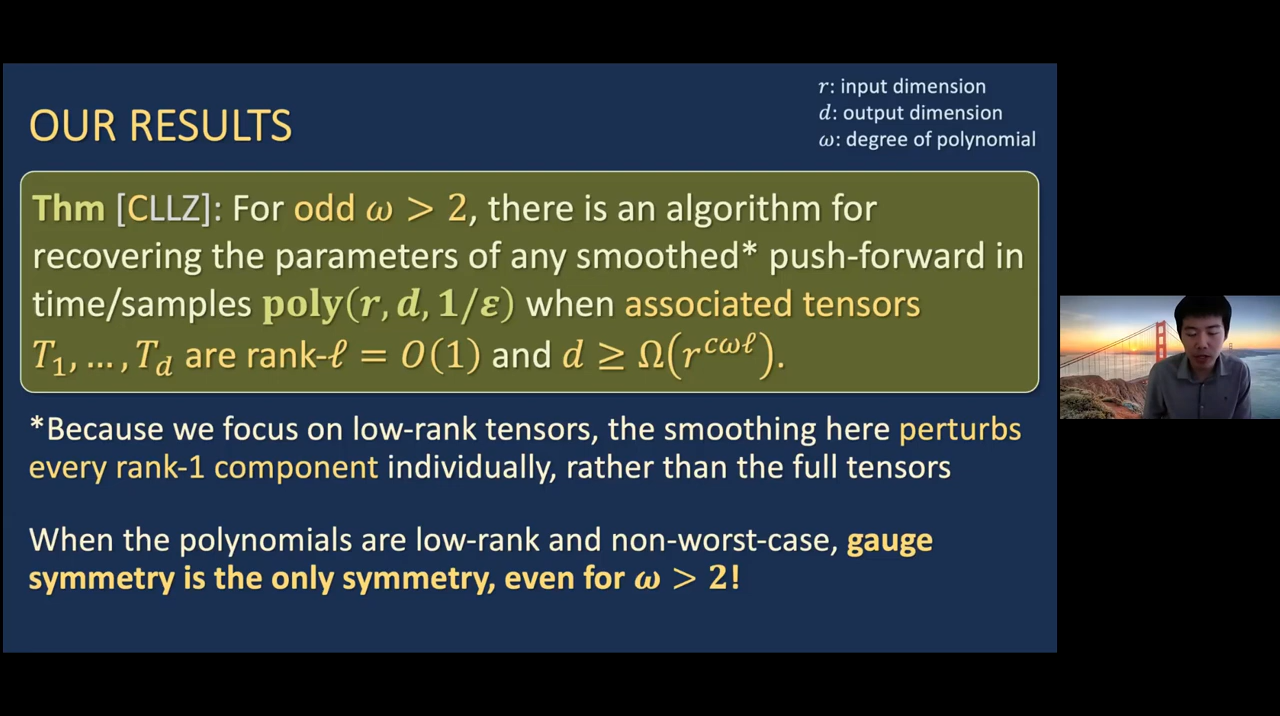 OUR RESULTS
r: input dimension
d: output dimension
ω: degree of polynomial
Thm [CLLZ]: For odd ω > 2, there is an algorithm for
recovering the parameters of any smoothed* push-forward in
time/samples poly(r, d, 1/ε) when associated tensors
T₁, …, T_d are rank-ℓ = O(1) and d ≥ Ω(r^{cωℓ}).
*Because we focus on low-rank tensors, the smoothing here perturbs
every rank-1 component individually, rather than the full tensors
When the polynomials are low-rank and non-worst-case, gauge
symmetry is the only symmetry, even for ω > 2!